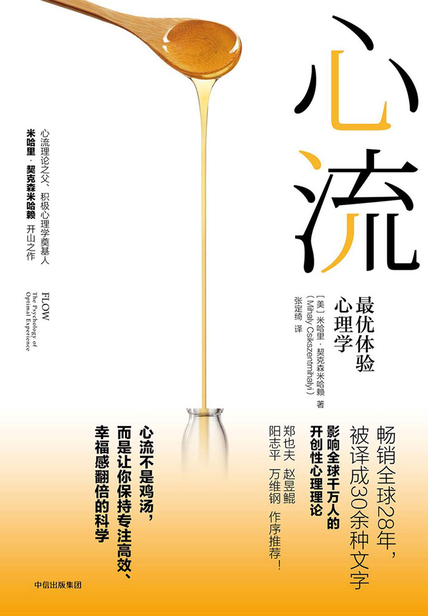 心流
最优体验
心理学
［美］米哈里·契克森米哈赖 著
（Mihaly Csikszentmihalyi）
张定绮 译
畅销全球28年，
被译成30余种文字
影响全球千万人的
开创性心理理论
郑也夫 赵昱鲲
阳志平 万维钢 作序推荐！
心流理论之父、积极心理学奠基人
米哈里·契克森米哈赖 开山之作
FLOW
The Psychology of
Optimal Experience
心流不是鸡汤，
而是让你保持专注高效、
幸福感翻倍的科学
中信出版集团